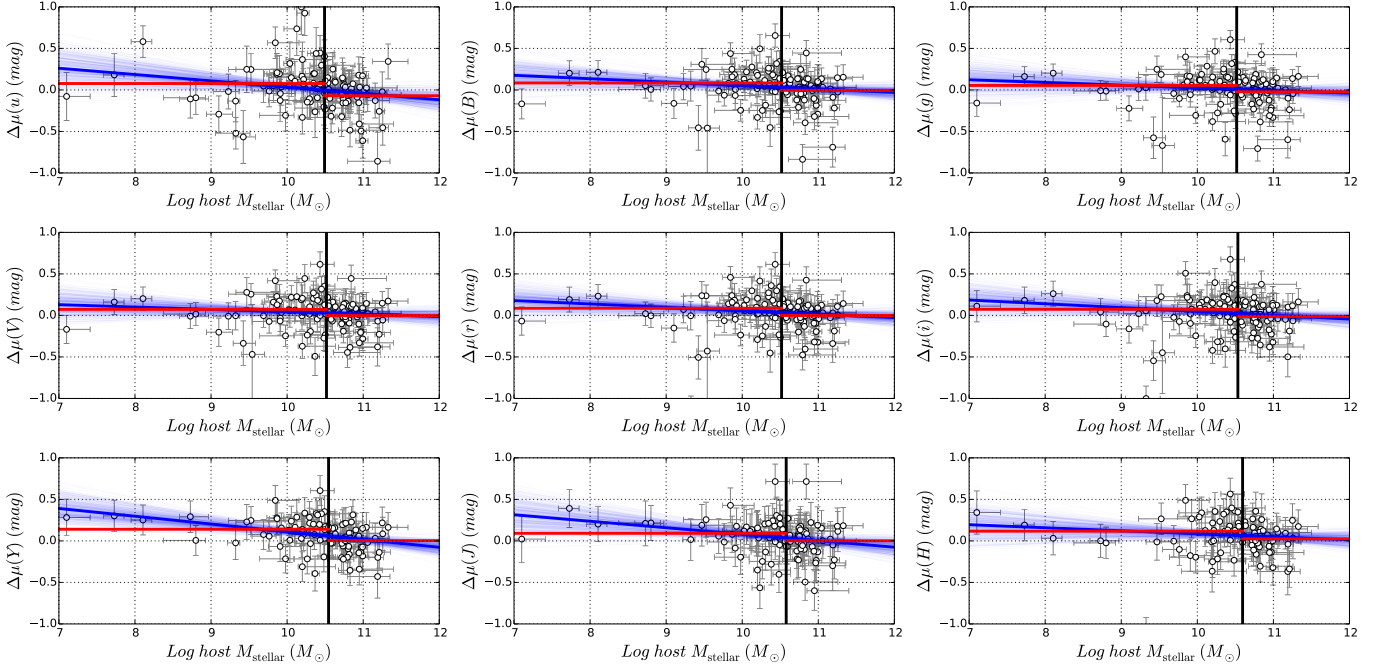 1.0 1.0 1.0
0.5 0.5 0.5
0.0 0.0 0.0
−0.5 −0.5 −0.5
−1.0 −1.0 −1.0
Δμ(u) (mag) Δμ(B) (mag) Δμ(g) (mag)
7 8 9 10 11 12 7 8 9 10 11 12 7 8 9 10 11 12
Log host M_stellar (M_⊙) Log host M_stellar (M_⊙) Log host M_stellar (M_⊙)
1.0 1.0 1.0
0.5 0.5 0.5
0.0 0.0 0.0
−0.5 −0.5 −0.5
−1.0 −1.0 −1.0
Δμ(V) (mag) Δμ(r) (mag) Δμ(i) (mag)
7 8 9 10 11 12 7 8 9 10 11 12 7 8 9 10 11 12
Log host M_stellar (M_⊙) Log host M_stellar (M_⊙) Log host M_stellar (M_⊙)
1.0 1.0 1.0
0.5 0.5 0.5
0.0 0.0 0.0
−0.5 −0.5 −0.5
−1.0 −1.0 −1.0
Δμ(Y) (mag) Δμ(J) (mag) Δμ(H) (mag)
7 8 9 10 11 12 7 8 9 10 11 12 7 8 9 10 11 12
Log host M_stellar (M_⊙) Log host M_stellar (M_⊙) Log host M_stellar (M_⊙)